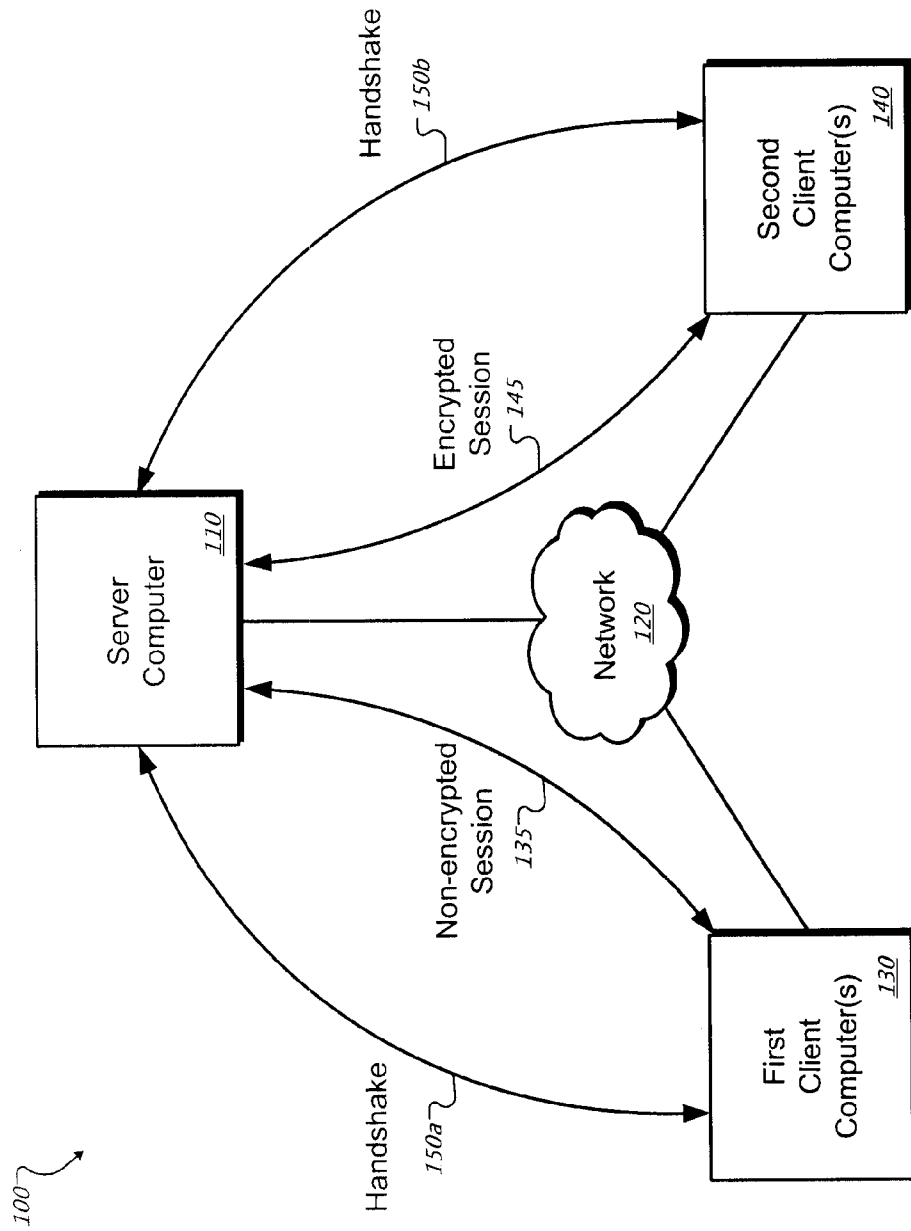 100
Server
Computer
110
Handshake
150a
Non-encrypted
Session
135
Encrypted
Session
145
Handshake
150b
Network
120
First
Client
Computer(s)
130
Second
Client
Computer(s)
140